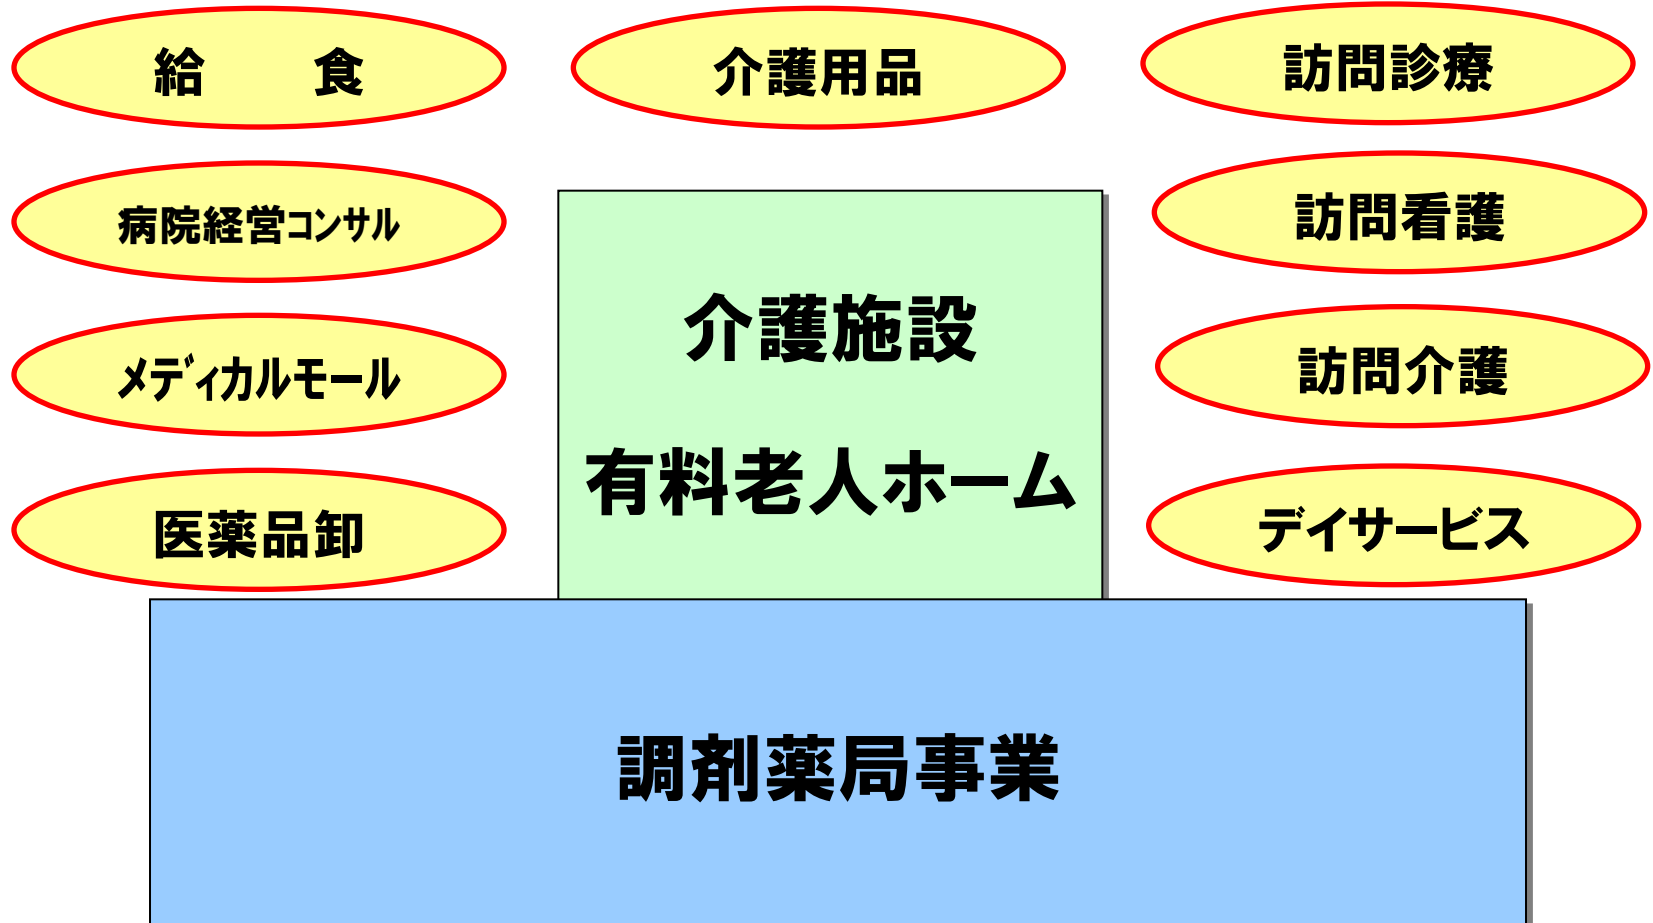 給　　食
介護用品
訪問診療
病院経営コンサル
訪問看護
メディカルモール
介護施設
訪問介護
有料老人ホーム
医薬品卸
デイサービス
調剤薬局事業